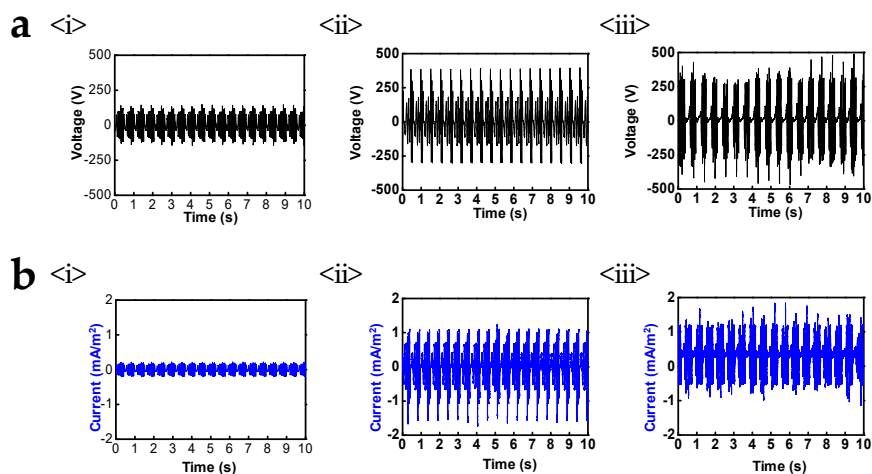 a <i> <ii> <iii>
500
250
0
-250
-500
Voltage (V)
0 1 2 3 4 5 6 7 8 9 10
Time (s)
500
250
0
-250
-500
Voltage (V)
0 1 2 3 4 5 6 7 8 9 10
Time (s)
500
250
0
-250
-500
Voltage (V)
0 1 2 3 4 5 6 7 8 9 10
Time (s)
b <i> <ii> <iii>
2
1
0
-1
-2
Current (mA/m²)
0 1 2 3 4 5 6 7 8 9 10
Time (s)
2
1
0
-1
-2
Current (mA/m²)
0 1 2 3 4 5 6 7 8 9 10
Time (s)
2
1
0
-1
-2
Current (mA/m²)
0 1 2 3 4 5 6 7 8 9 10
Time (s)